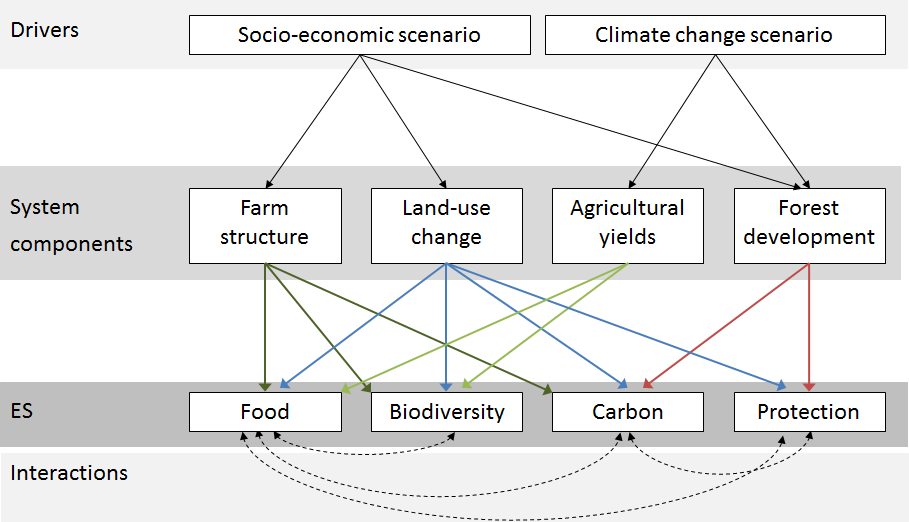 Drivers
Socio-economic scenario
Climate change scenario
System
components
Farm
structure
Land-use
change
Agricultural
yields
Forest
development
ES
Food
Biodiversity
Carbon
Protection
Interactions